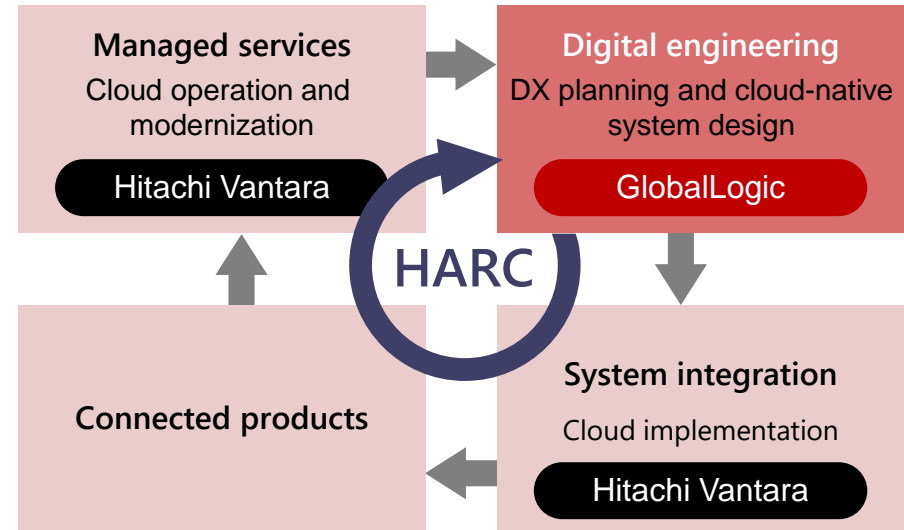 Managed services
Cloud operation and
modernization
Hitachi Vantara
Digital engineering
DX planning and cloud-native
system design
GlobalLogic
HARC
Connected products
System integration
Cloud implementation
Hitachi Vantara